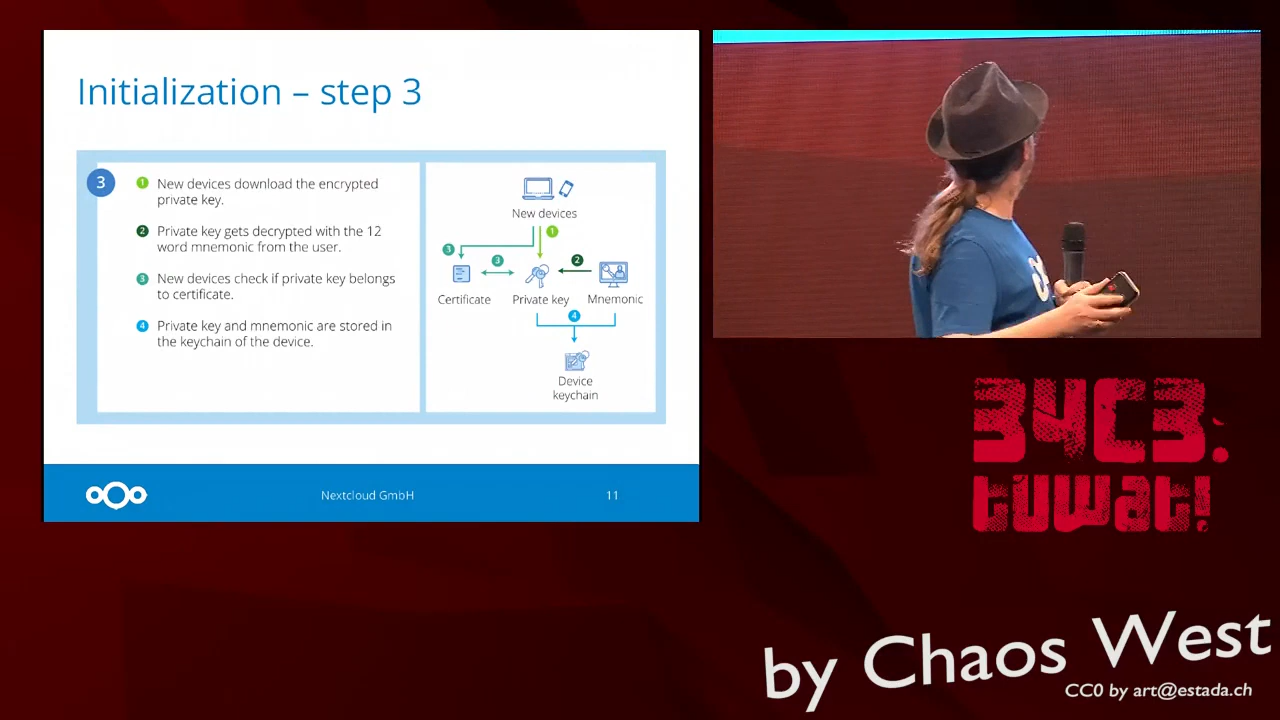 Initialization – step 3
3
1 New devices download the encrypted
private key.
2 Private key gets decrypted with the 12
word mnemonic from the user.
3 New devices check if private key belongs
to certificate.
4 Private key and mnemonic are stored in
the keychain of the device.
New devices
1
3
3
2
Certificate
Private key
Mnemonic
4
Device
keychain
Nextcloud GmbH
11
34C3:
tuwat!
by Chaos West
CC0 by art@estada.ch